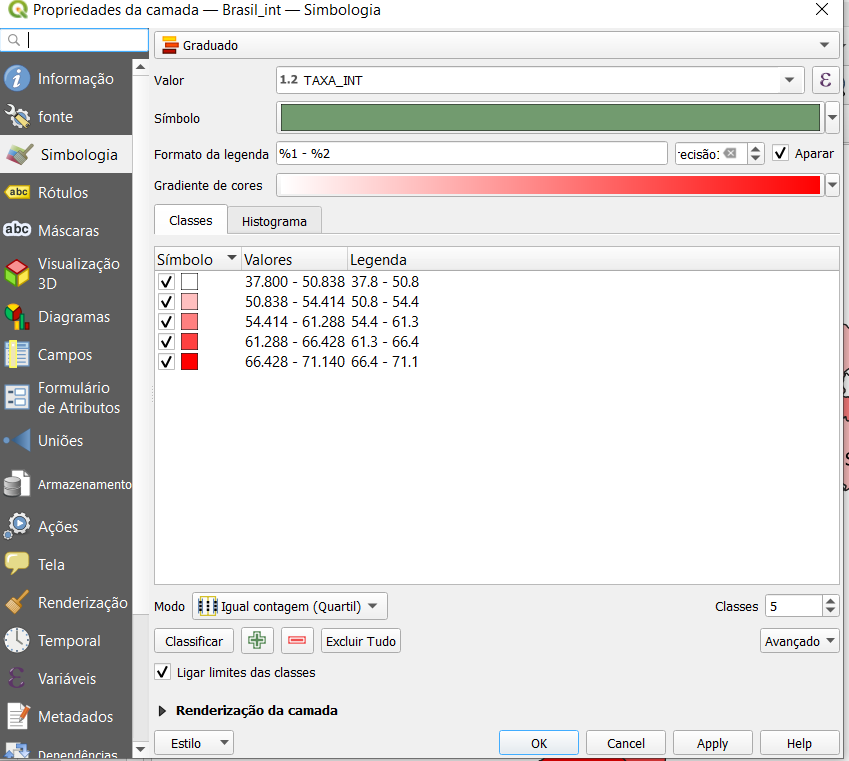 Propriedades da camada — Brasil_int — Simbologia
Informação
fonte
Simbologia
abc Rótulos
abc Máscaras
Visualização
3D
Diagramas
Campos
Formulário
de Atributos
Uniões
Armazenamento
Ações
Tela
Renderização
Temporal
Variáveis
Metadados
Dependências
Graduado
Valor 1.2 TAXA_INT ε
Símbolo
Formato da legenda %1 - %2 recisão: Aparar
Gradiente de cores
Classes Histograma
Símbolo Valores Legenda
37.800 - 50.838 37.8 - 50.8
50.838 - 54.414 50.8 - 54.4
54.414 - 61.288 54.4 - 61.3
61.288 - 66.428 61.3 - 66.4
66.428 - 71.140 66.4 - 71.1
Modo Igual contagem (Quartil) Classes 5
Classificar Excluir Tudo Avançado
Ligar limites das classes
Renderização da camada
Estilo OK Cancel Apply Help